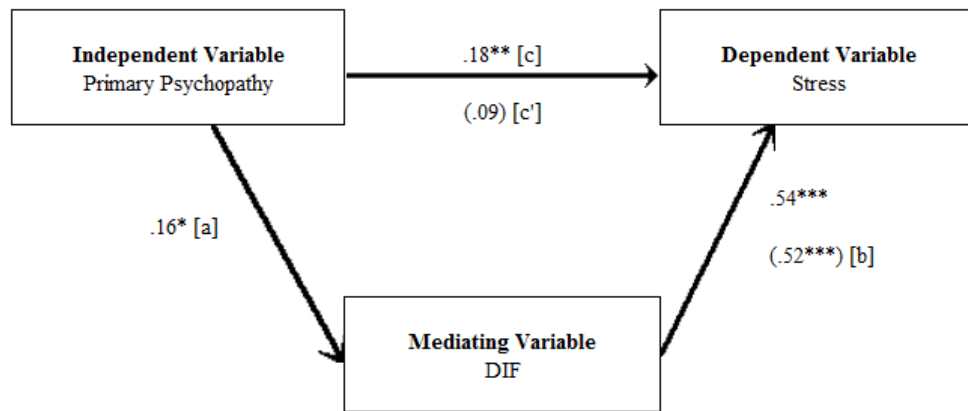 Independent Variable
Primary Psychopathy
.18** [c]
(.09) [c']
Dependent Variable
Stress
.16* [a]
.54***
(.52***) [b]
Mediating Variable
DIF